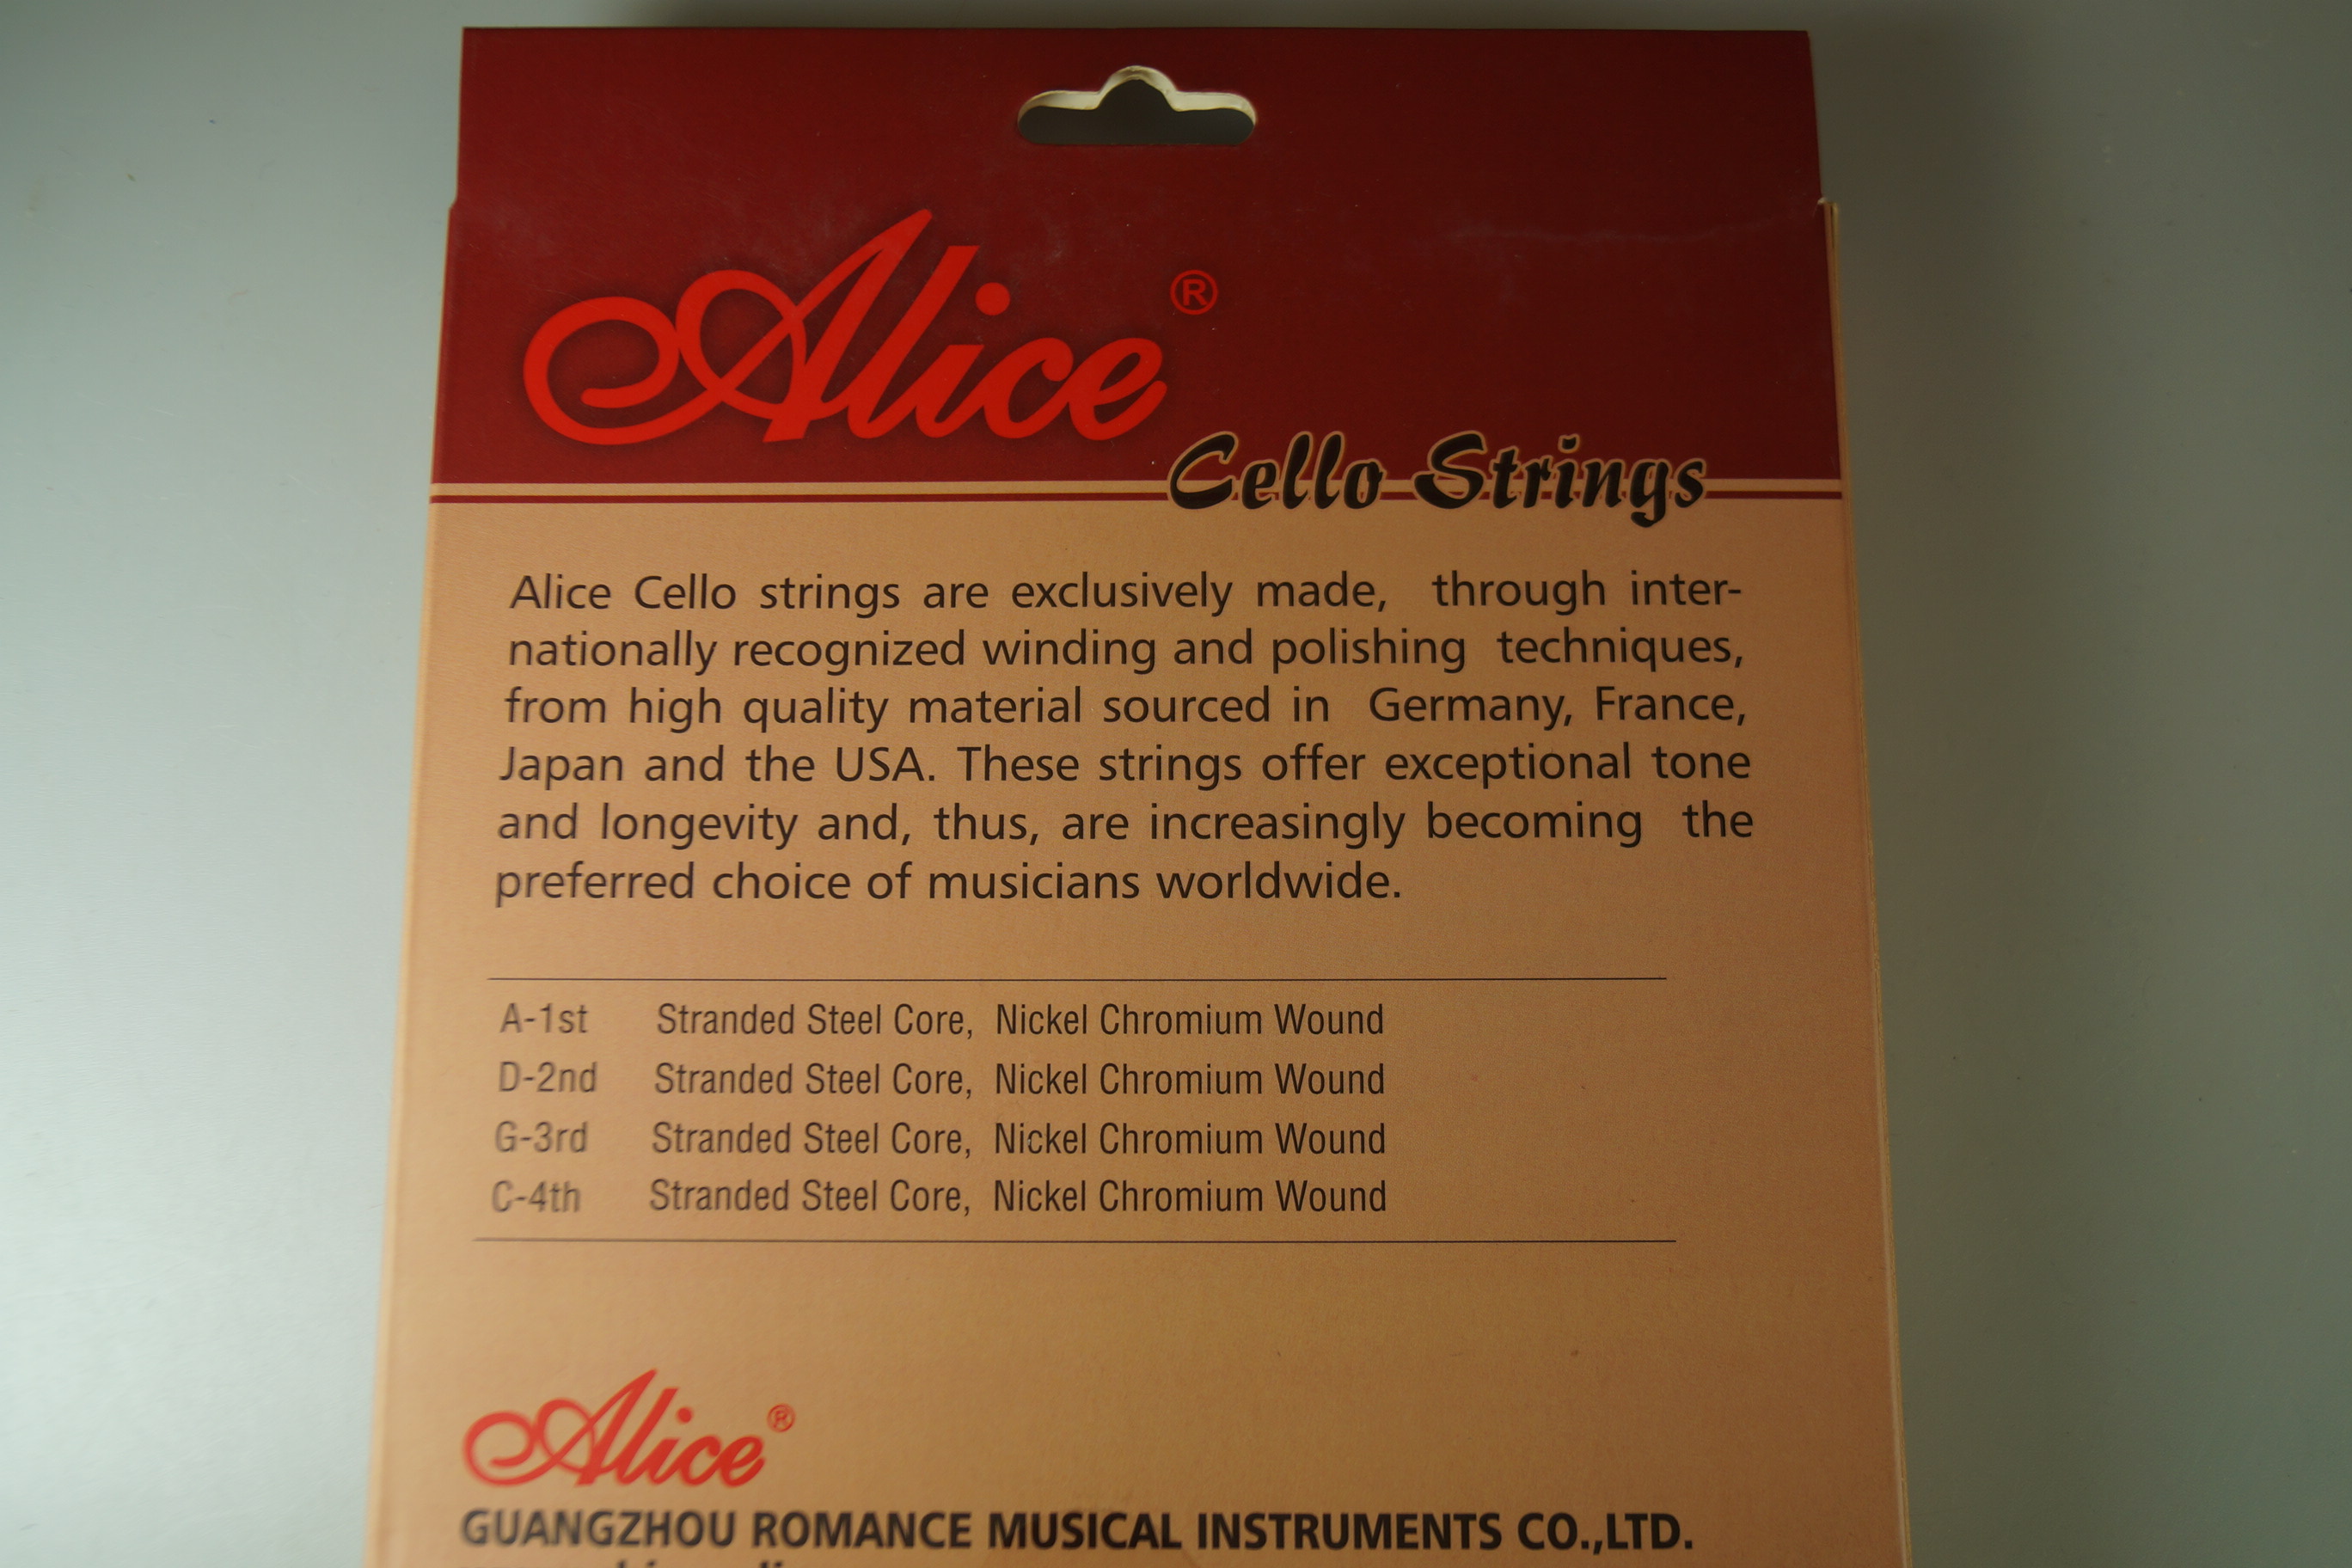 Alice®
Cello Strings
Alice Cello strings are exclusively made, through inter-
nationally recognized winding and polishing techniques,
from high quality material sourced in Germany, France,
Japan and the USA. These strings offer exceptional tone
and longevity and, thus, are increasingly becoming the
preferred choice of musicians worldwide.
A-1st Stranded Steel Core, Nickel Chromium Wound
D-2nd Stranded Steel Core, Nickel Chromium Wound
G-3rd Stranded Steel Core, Nickel Chromium Wound
C-4th Stranded Steel Core, Nickel Chromium Wound
Alice®
GUANGZHOU ROMANCE MUSICAL INSTRUMENTS CO.,LTD.